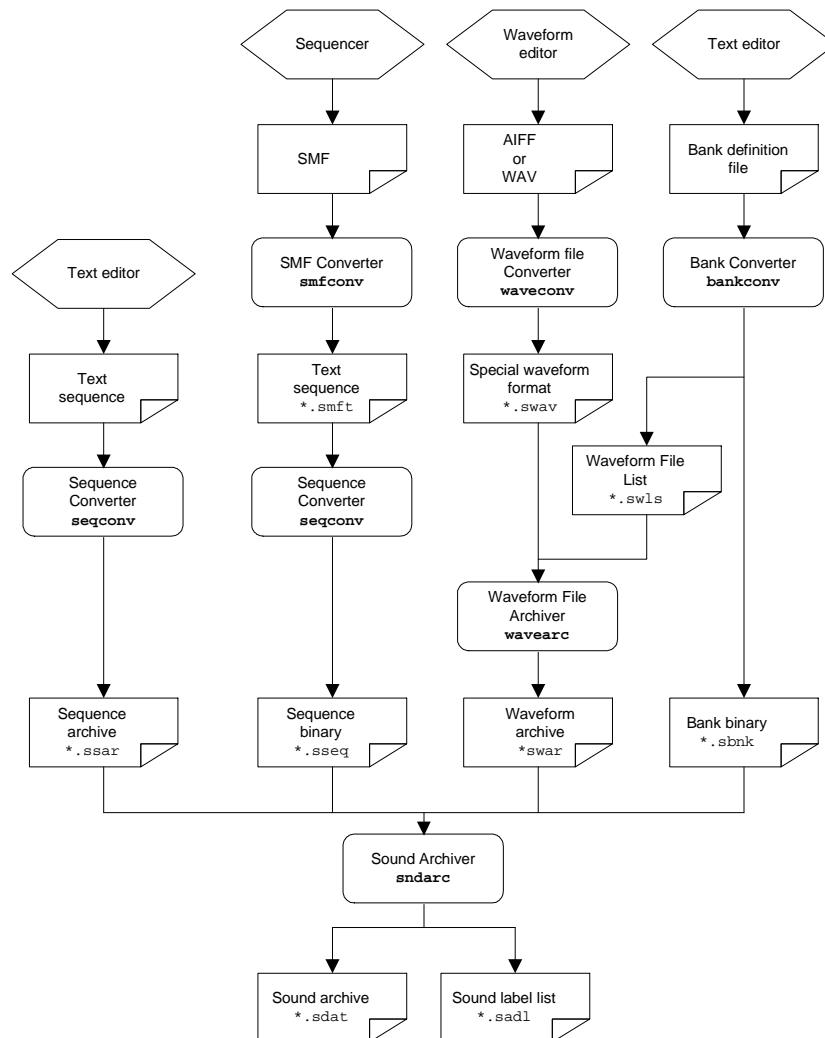 Sequencer
Waveform
editor
Text editor
SMF
AIFF
or
WAV
Bank definition
file
Text editor
SMF Converter
smfconv
Waveform file
Converter
waveconv
Bank Converter
bankconv
Text
sequence
Text
sequence
*.smft
Special waveform
format
*.swav
Waveform File
List
*.swls
Sequence
Converter
seqconv
Sequence
Converter
seqconv
Waveform File
Archiver
wavearc
Sequence
archive
*.ssar
Sequence
binary
*.sseq
Waveform
archive
*swar
Bank binary
*.sbnk
Sound Archiver
sndarc
Sound archive
*.sdat
Sound label list
*.sadl